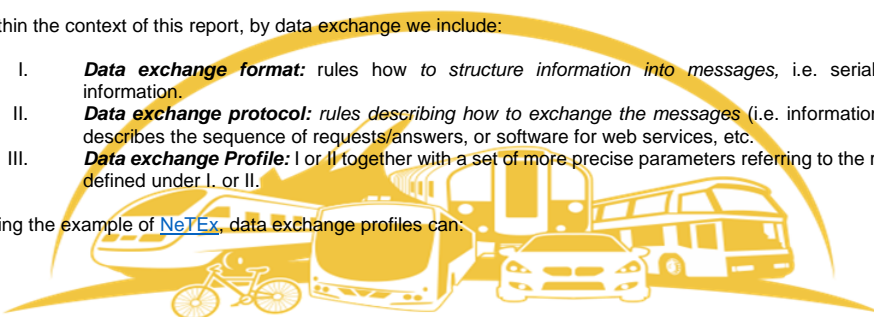 thin the context of this report, by data exchange we include:
I. Data exchange format: rules how to structure information into messages, i.e. serial
information.
II. Data exchange protocol: rules describing how to exchange the messages (i.e. information
describes the sequence of requests/answers, or software for web services, etc.
III. Data exchange Profile: I or II together with a set of more precise parameters referring to the r
defined under I. or II.
ing the example of NeTEx, data exchange profiles can: